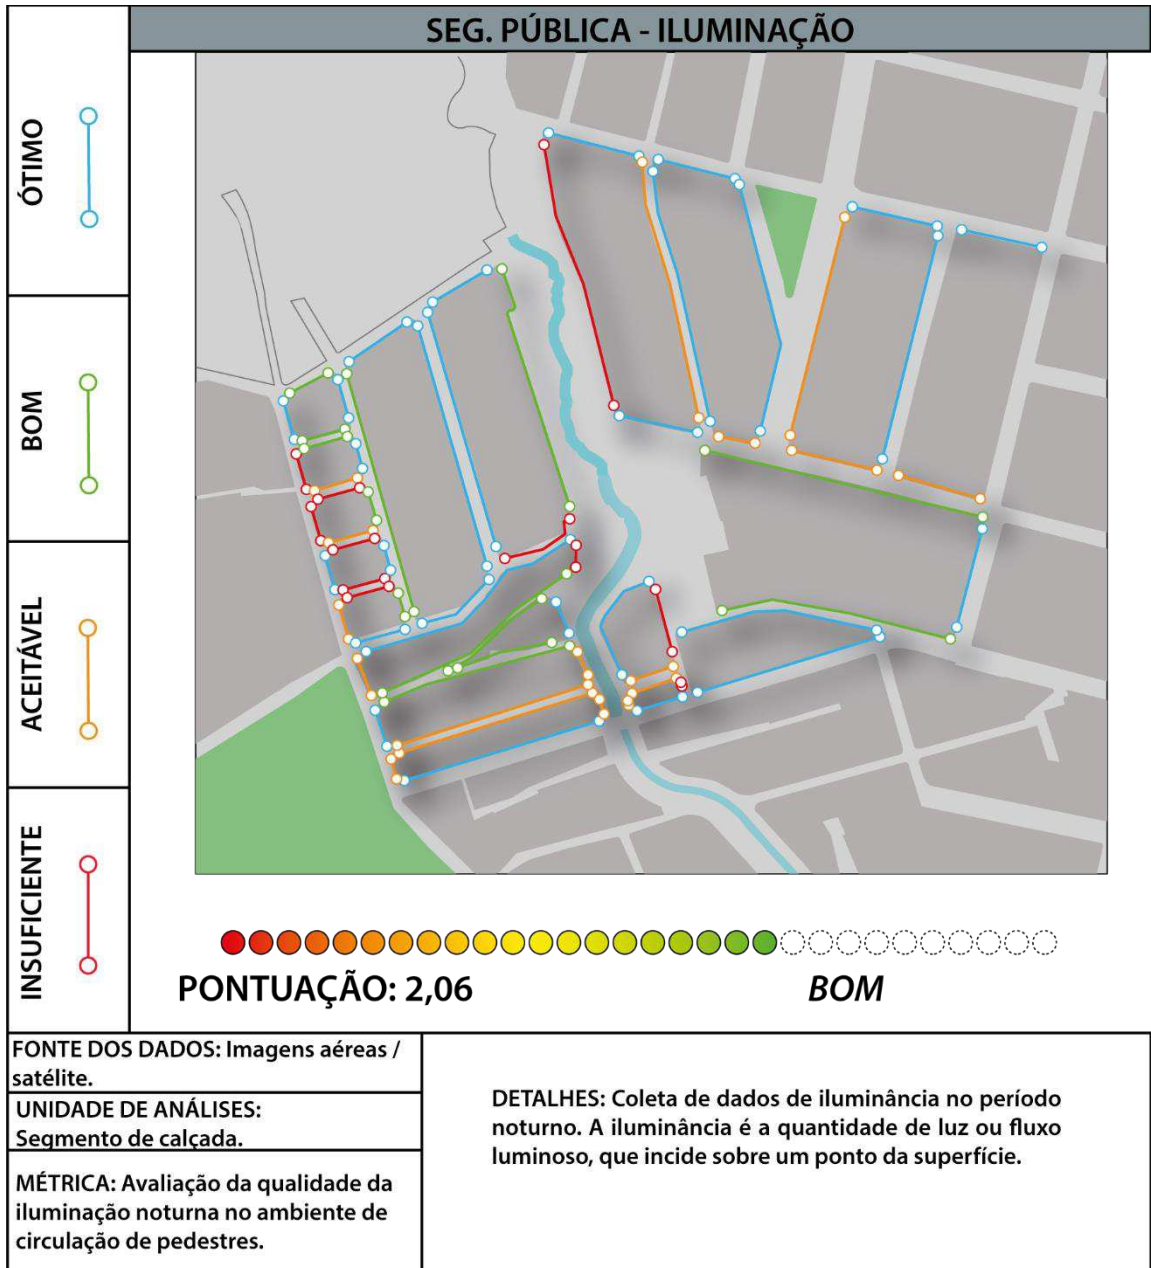 SEG. PÚBLICA - ILUMINAÇÃO
ÓTIMO
BOM
ACEITÁVEL
INSUFICIENTE
PONTUAÇÃO: 2,06
BOM
FONTE DOS DADOS: Imagens aéreas /
satélite.
UNIDADE DE ANÁLISES:
Segmento de calçada.
MÉTRICA: Avaliação da qualidade da
iluminação noturna no ambiente de
circulação de pedestres.
DETALHES: Coleta de dados de iluminância no período
noturno. A iluminância é a quantidade de luz ou fluxo
luminoso, que incide sobre um ponto da superfície.